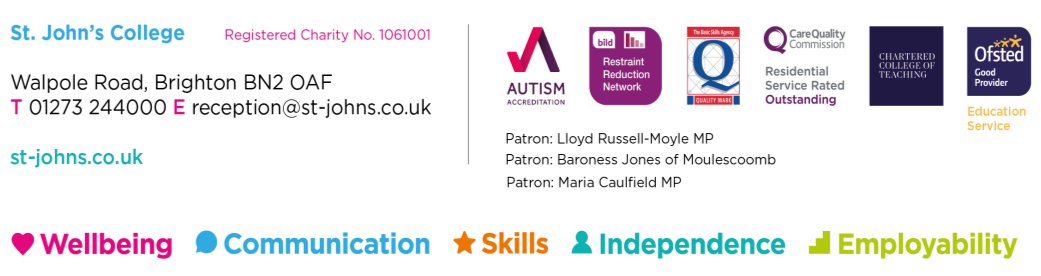 St. John's College Registered Charity No. 1061001
Walpole Road, Brighton BN2 OAF
T 01273 244000 E reception@st-johns.co.uk
st-johns.co.uk
AUTISM
ACCREDITATION
bild
Restraint
Reduction
Network
The Basic Skills Agency
Q
QUALITY MARK
CareQuality
Commission
Residential
Service Rated
Outstanding
CHARTERED
COLLEGE OF
TEACHING
Ofsted
Good
Provider
Education
Service
Patron: Lloyd Russell-Moyle MP
Patron: Baroness Jones of Moulescoomb
Patron: Maria Caulfield MP
Wellbeing Communication Skills Independence Employability